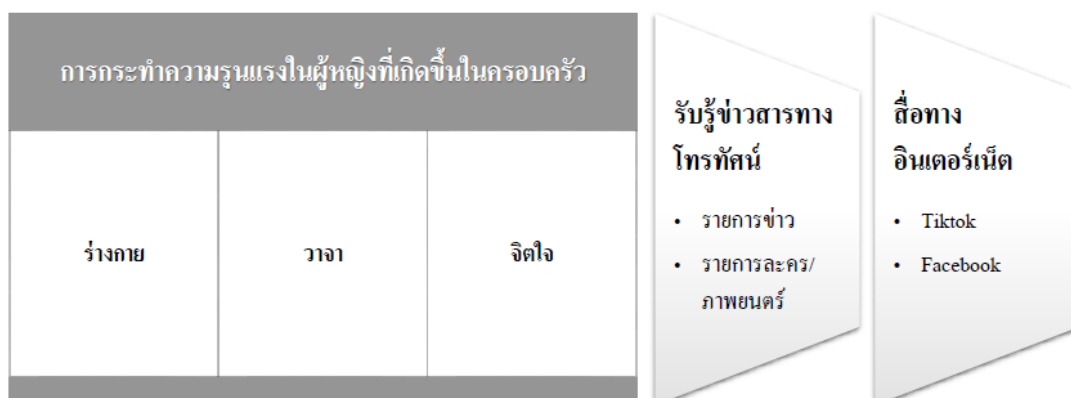 การกระทำความรุนแรงในผู้หญิงที่เกิดขึ้นในครอบครัว
ร่างกาย
วาจา
จิตใจ
รับรู้ข่าวสารทาง
โทรทัศน์
• รายการข่าว
• รายการละคร/
ภาพยนตร์
สื่อทาง
อินเตอร์เน็ต
• Tiktok
• Facebook